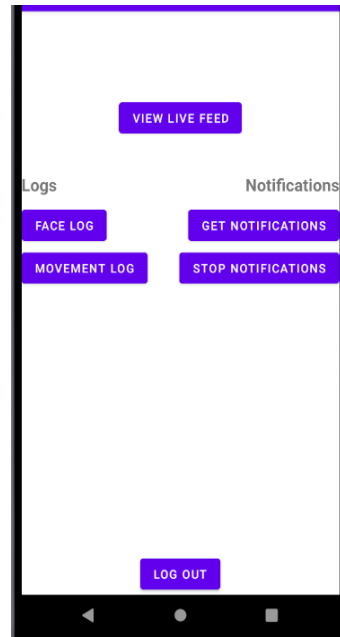 VIEW LIVE FEED
Logs Notifications
FACE LOG GET NOTIFICATIONS
MOVEMENT LOG STOP NOTIFICATIONS
LOG OUT